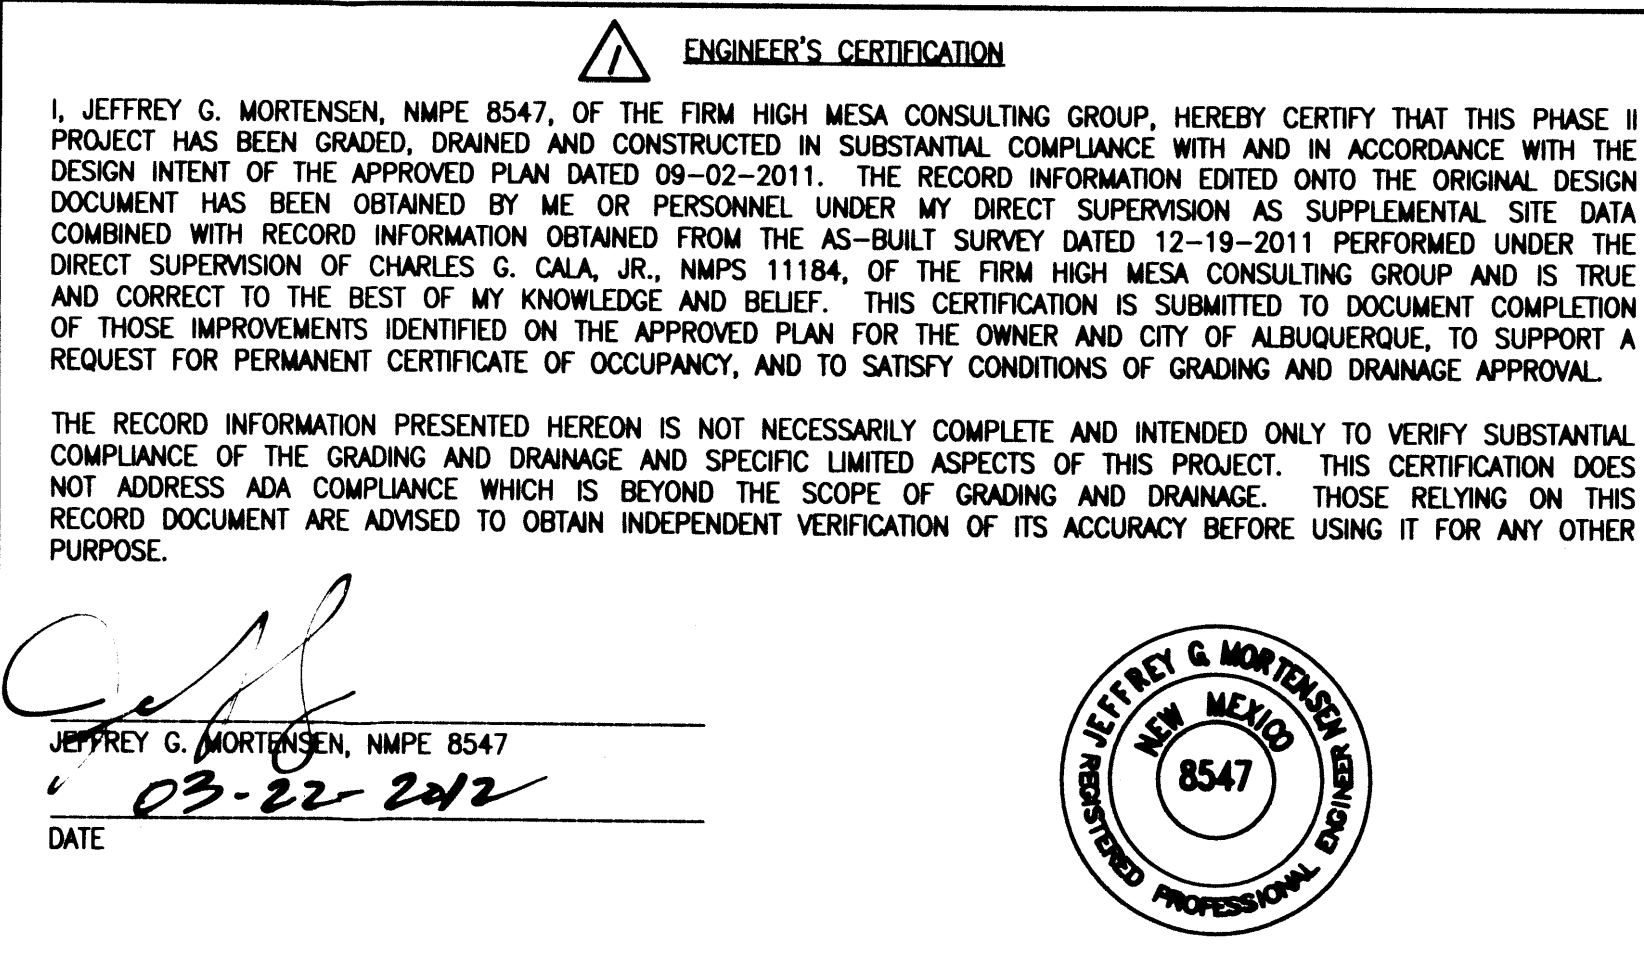 1 ENGINEER'S CERTIFICATION
I, JEFFREY G. MORTENSEN, NMPE 8547, OF THE FIRM HIGH MESA CONSULTING GROUP, HEREBY CERTIFY THAT THIS PHASE II
PROJECT HAS BEEN GRADED, DRAINED AND CONSTRUCTED IN SUBSTANTIAL COMPLIANCE WITH AND IN ACCORDANCE WITH THE
DESIGN INTENT OF THE APPROVED PLAN DATED 09-02-2011. THE RECORD INFORMATION EDITED ONTO THE ORIGINAL DESIGN
DOCUMENT HAS BEEN OBTAINED BY ME OR PERSONNEL UNDER MY DIRECT SUPERVISION AS SUPPLEMENTAL SITE DATA
COMBINED WITH RECORD INFORMATION OBTAINED FROM THE AS-BUILT SURVEY DATED 12-19-2011 PERFORMED UNDER THE
DIRECT SUPERVISION OF CHARLES G. CALA, JR., NMPS 11184, OF THE FIRM HIGH MESA CONSULTING GROUP AND IS TRUE
AND CORRECT TO THE BEST OF MY KNOWLEDGE AND BELIEF. THIS CERTIFICATION IS SUBMITTED TO DOCUMENT COMPLETION
OF THOSE IMPROVEMENTS IDENTIFIED ON THE APPROVED PLAN FOR THE OWNER AND CITY OF ALBUQUERQUE, TO SUPPORT A
REQUEST FOR PERMANENT CERTIFICATE OF OCCUPANCY, AND TO SATISFY CONDITIONS OF GRADING AND DRAINAGE APPROVAL.
THE RECORD INFORMATION PRESENTED HEREON IS NOT NECESSARILY COMPLETE AND INTENDED ONLY TO VERIFY SUBSTANTIAL
COMPLIANCE OF THE GRADING AND DRAINAGE AND SPECIFIC LIMITED ASPECTS OF THIS PROJECT. THIS CERTIFICATION DOES
NOT ADDRESS ADA COMPLIANCE WHICH IS BEYOND THE SCOPE OF GRADING AND DRAINAGE. THOSE RELYING ON THIS
RECORD DOCUMENT ARE ADVISED TO OBTAIN INDEPENDENT VERIFICATION OF ITS ACCURACY BEFORE USING IT FOR ANY OTHER
PURPOSE.
JEFFREY G. MORTENSEN, NMPE 8547
03-22-2012
DATE
JEFFREY G. MORTENSEN
NEW MEXICO
8547
REGISTERED PROFESSIONAL ENGINEER